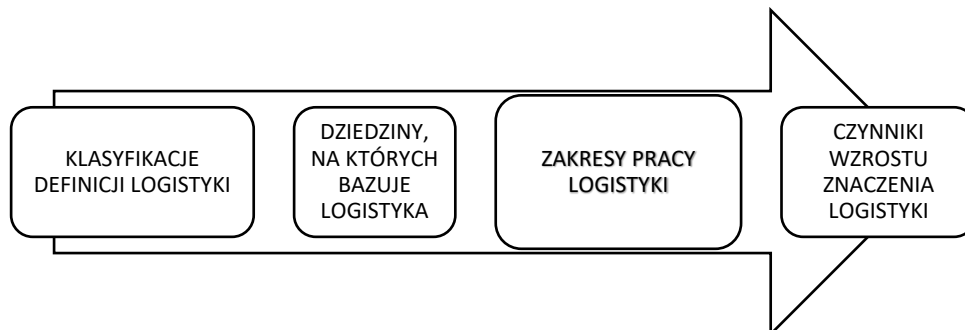 KLASYFIKACJE
DEFINICJI LOGISTYKI
DZIEDZINY,
NA KTÓRYCH
BAZUJE
LOGISTYKA
ZAKRESY PRACY
LOGISTYKI
CZYNNIKI
WZROSTU
ZNACZENIA
LOGISTYKI